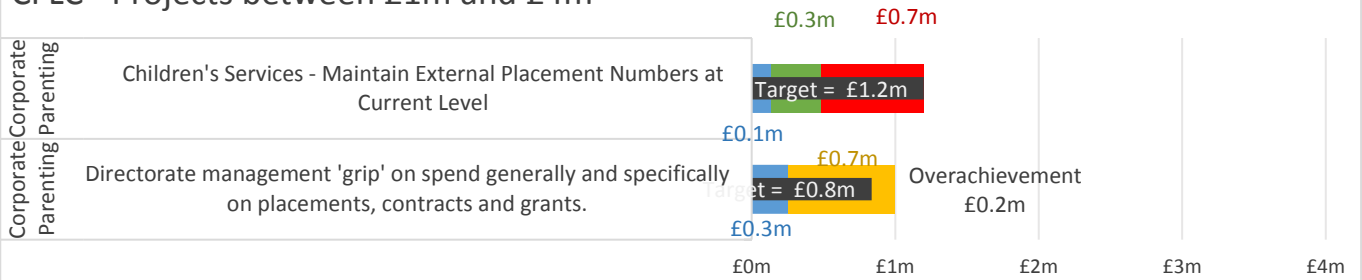 £0.3m £0.7m
Corporate
Parenting
Children's Services - Maintain External Placement Numbers at
Current Level
Target = £1.2m
£0.1m
Corporate
Parenting
Directorate management 'grip' on spend generally and specifically
on placements, contracts and grants.
£0.7m
Target = £0.8m
Overachievement
£0.2m
£0.3m
£0m £1m £2m £3m £4m